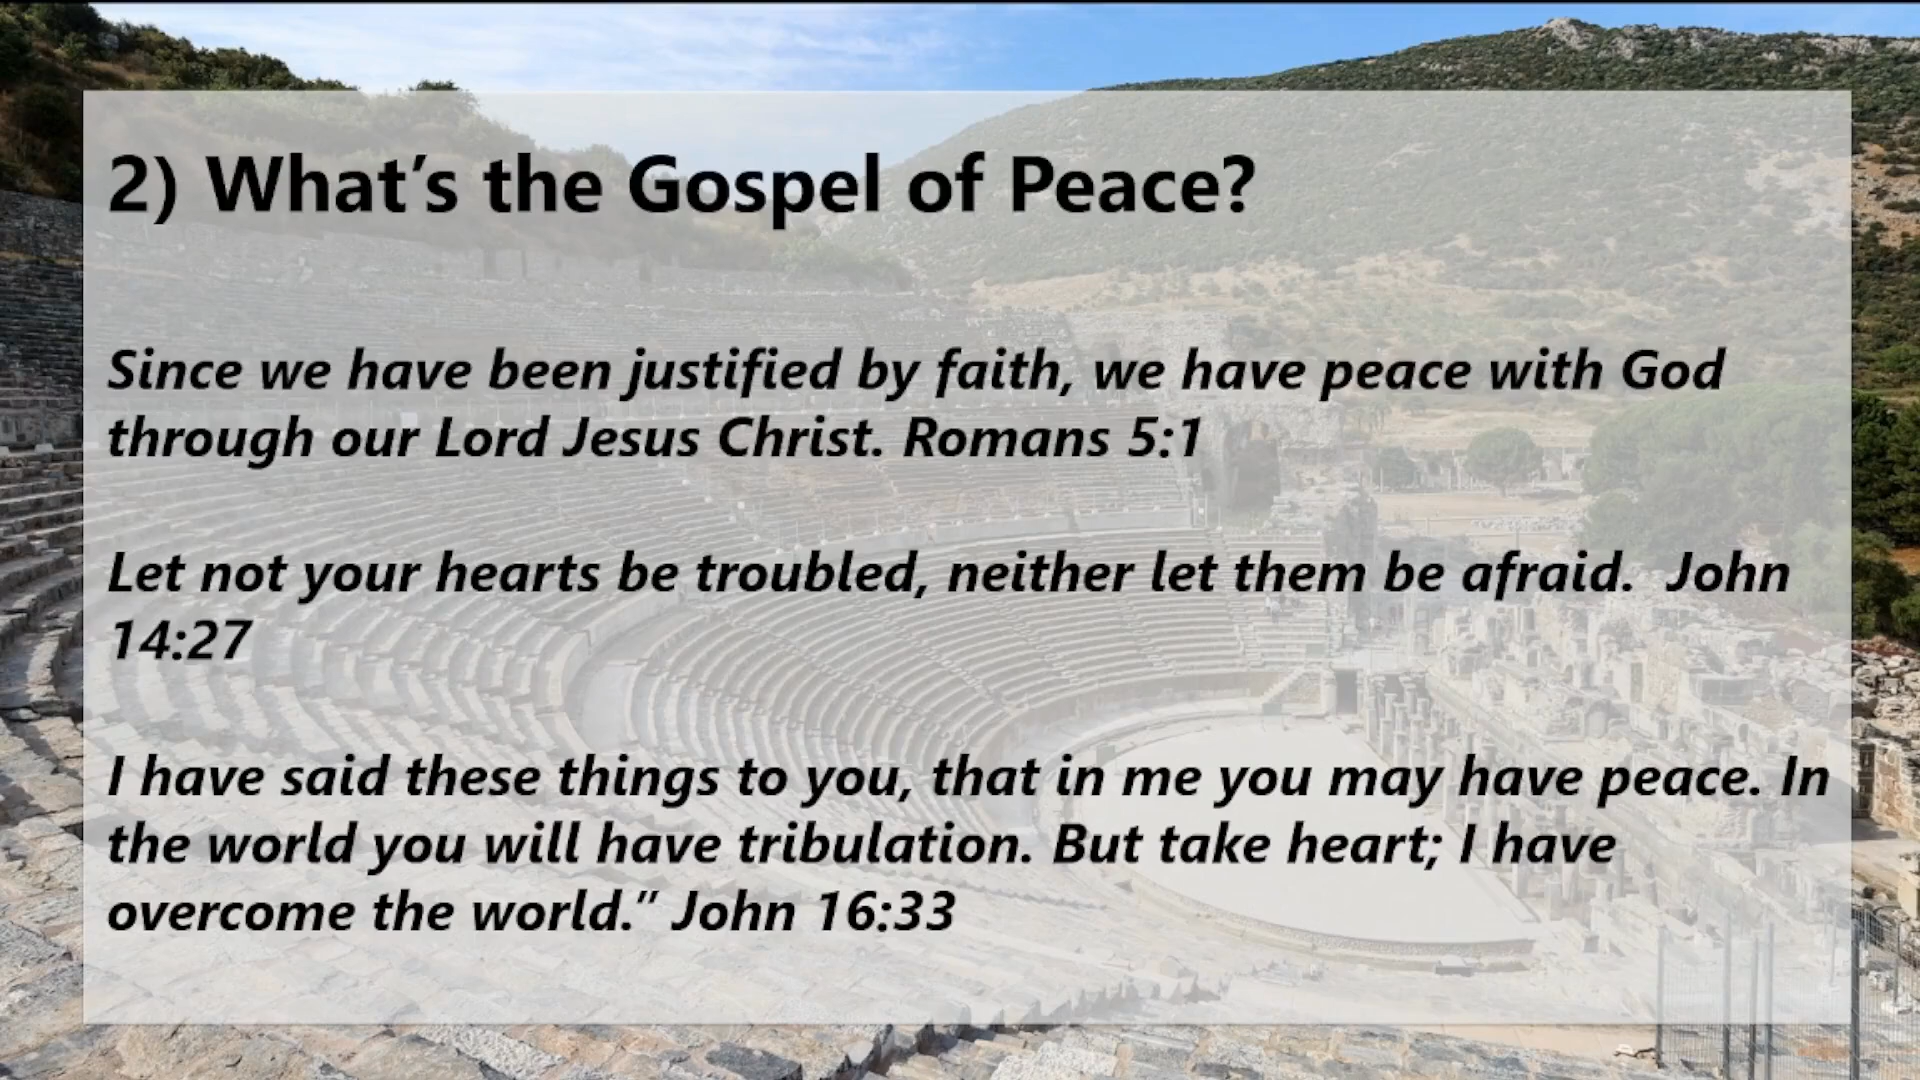 2) What’s the Gospel of Peace?
Since we have been justified by faith, we have peace with God
through our Lord Jesus Christ. Romans 5:1
Let not your hearts be troubled, neither let them be afraid.  John
14:27
I have said these things to you, that in me you may have peace. In
the world you will have tribulation. But take heart; I have
overcome the world.” John 16:33